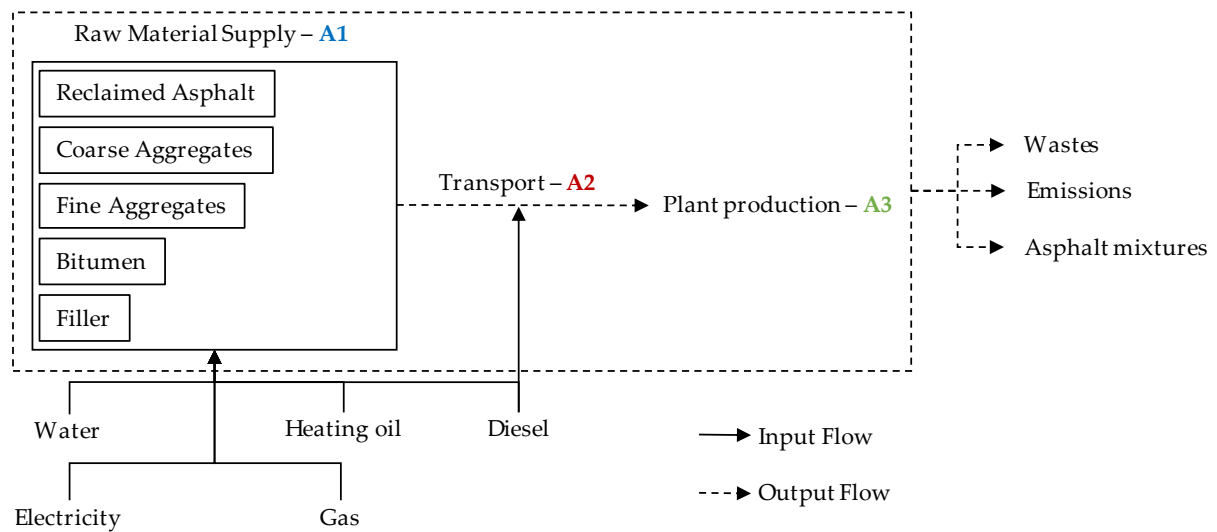 Raw Material Supply – A1
Reclaimed Asphalt
Coarse Aggregates
Fine Aggregates
Bitumen
Filler
Transport – A2
Plant production – A3
Wastes
Emissions
Asphalt mixtures
Water
Heating oil
Diesel
Electricity
Gas
Input Flow
Output Flow